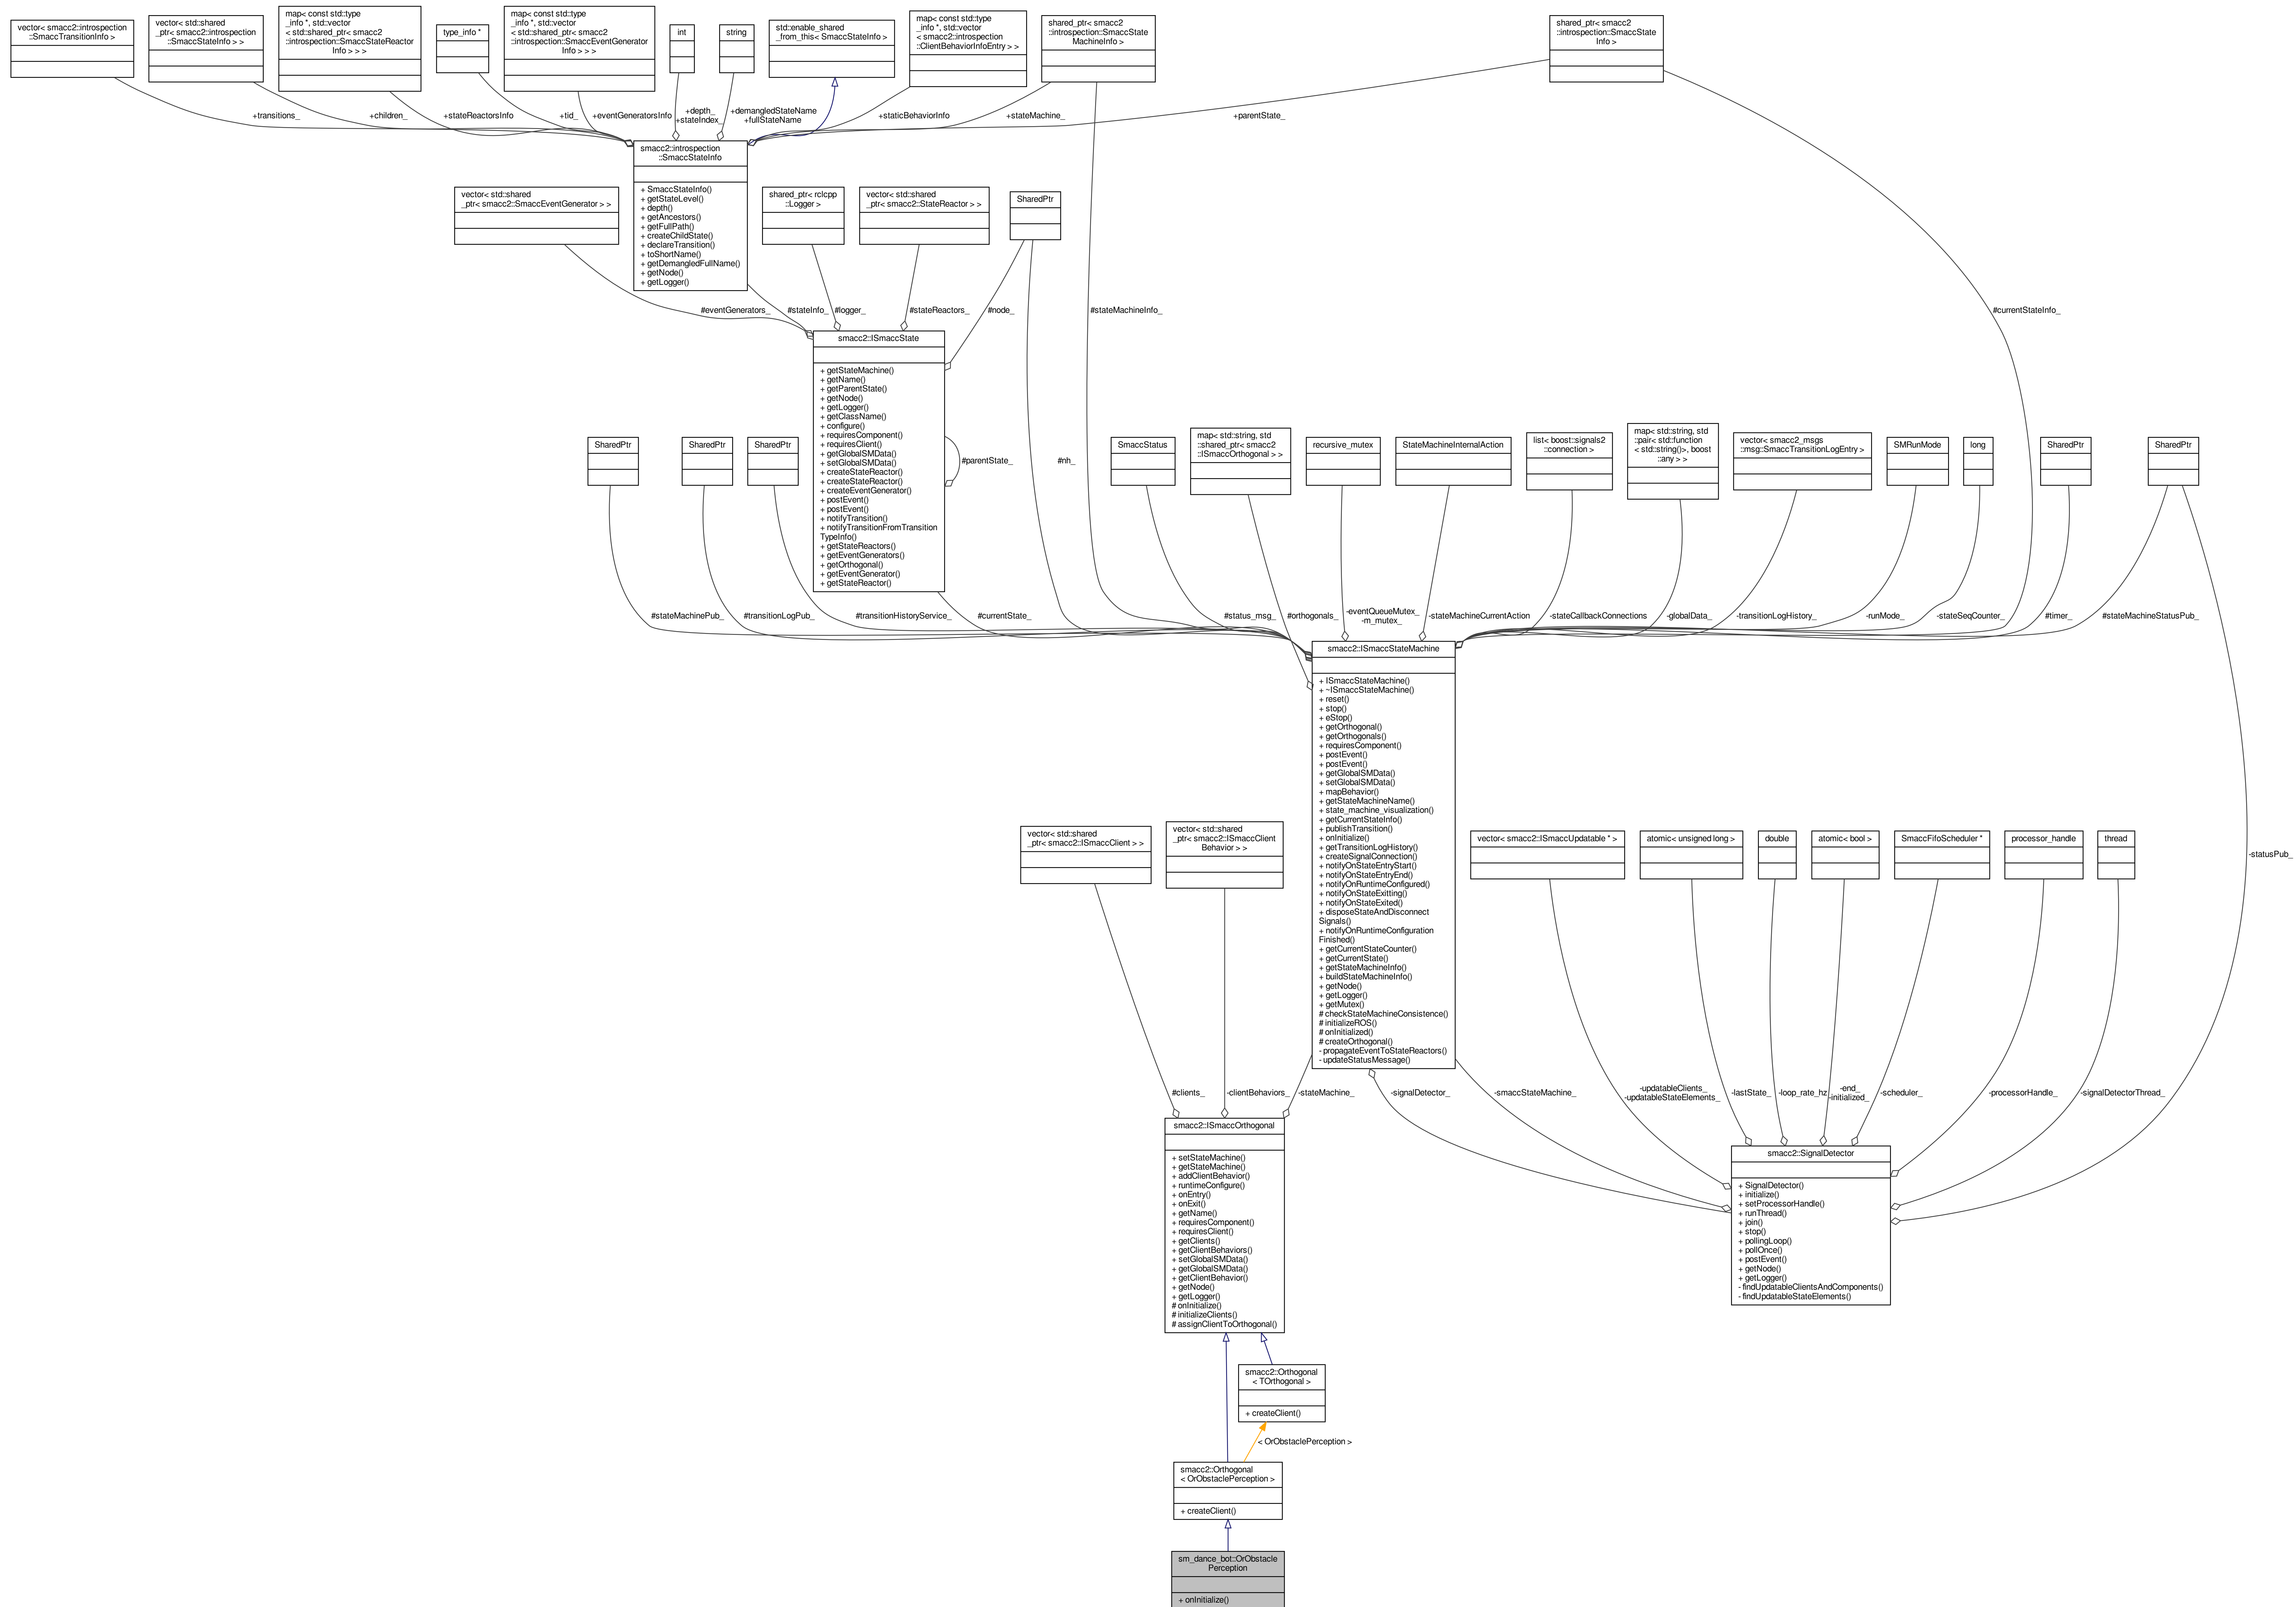 vector< smacc2::introspection
::SmaccTransitionInfo >
vector< std::shared
_ptr< smacc2::introspection
::SmaccStateInfo > >
map< const std::type
_info *, std::vector
< std::shared_ptr< smacc2
::introspection::SmaccStateReactor
Info > > >
type_info *
map< const std::type
_info *, std::vector
< std::shared_ptr< smacc2
::introspection::SmaccEventGenerator
Info > > >
int
string
std::enable_shared
_from_this< SmaccStateInfo >
map< const std::type
_info *, std::vector
< smacc2::introspection
::ClientBehaviorInfoEntry > >
shared_ptr< smacc2
::introspection::SmaccState
MachineInfo >
shared_ptr< smacc2
::introspection::SmaccState
Info >
+transitions_
+children_
+stateReactorsInfo
+tid_
+eventGeneratorsInfo
+depth_
+stateIndex_
+demangledStateName
+fullStateName
+staticBehaviorInfo
+stateMachine_
+parentState_
smacc2::introspection
::SmaccStateInfo
+ SmaccStateInfo()
+ getStateLevel()
+ depth()
+ getAncestors()
+ getFullPath()
+ createChildState()
+ declareTransition()
+ toShortName()
+ getDemangledFullName()
+ getNode()
+ getLogger()
vector< std::shared
_ptr< smacc2::SmaccEventGenerator > >
shared_ptr< rclcpp
::Logger >
vector< std::shared
_ptr< smacc2::StateReactor > >
SharedPtr
#eventGenerators_
#stateInfo_
#logger_
#stateReactors_
#node_
#stateMachineInfo_
#currentStateInfo_
smacc2::ISmaccState
+ getStateMachine()
+ getName()
+ getParentState()
+ getNode()
+ getLogger()
+ getClassName()
+ configure()
+ requiresComponent()
+ requiresClient()
+ getGlobalSMData()
+ setGlobalSMData()
+ createStateReactor()
+ createStateReactor()
+ createEventGenerator()
+ postEvent()
+ postEvent()
+ notifyTransition()
+ notifyTransitionFromTransition
TypeInfo()
+ getStateReactors()
+ getEventGenerators()
+ getOrthogonal()
+ getEventGenerator()
+ getStateReactor()
#parentState_
#nh_
SharedPtr
SharedPtr
SharedPtr
SmaccStatus
map< std::string, std
::shared_ptr< smacc2
::ISmaccOrthogonal > >
recursive_mutex
StateMachineInternalAction
list< boost::signals2
::connection >
map< std::string, std
::pair< std::function
< std::string()>, boost
::any > >
vector< smacc2_msgs
::msg::SmaccTransitionLogEntry >
SMRunMode
long
SharedPtr
SharedPtr
#stateMachinePub_
#transitionLogPub_
#transitionHistoryService_
#currentState_
#status_msg_
#orthogonals_
-eventQueueMutex_
-m_mutex_
-stateMachineCurrentAction
-stateCallbackConnections
-globalData_
-transitionLogHistory_
-runMode_
-stateSeqCounter_
#timer_
#stateMachineStatusPub_
smacc2::ISmaccStateMachine
+ ISmaccStateMachine()
+ ~ISmaccStateMachine()
+ reset()
+ stop()
+ eStop()
+ getOrthogonal()
+ getOrthogonals()
+ requiresComponent()
+ postEvent()
+ postEvent()
+ getGlobalSMData()
+ setGlobalSMData()
+ mapBehavior()
+ getStateMachineName()
+ state_machine_visualization()
+ getCurrentStateInfo()
+ publishTransition()
+ onInitialize()
+ getTransitionLogHistory()
+ createSignalConnection()
+ notifyOnStateEntryStart()
+ notifyOnStateEntryEnd()
+ notifyOnRuntimeConfigured()
+ notifyOnStateExitting()
+ notifyOnStateExited()
+ disposeStateAndDisconnect
Signals()
+ notifyOnRuntimeConfiguration
Finished()
+ getCurrentStateCounter()
+ getCurrentState()
+ getStateMachineInfo()
+ buildStateMachineInfo()
+ getNode()
+ getLogger()
+ getMutex()
# checkStateMachineConsistence()
# initializeROS()
# onInitialized()
# createOrthogonal()
- propagateEventToStateReactors()
- updateStatusMessage()
vector< std::shared
_ptr< smacc2::ISmaccClient > >
vector< std::shared
_ptr< smacc2::ISmaccClient
Behavior > >
vector< smacc2::ISmaccUpdatable * >
atomic< unsigned long >
double
atomic< bool >
SmaccFifoScheduler *
processor_handle
thread
-statusPub_
#clients_
-clientBehaviors_
-stateMachine_
-signalDetector_
-smaccStateMachine_
-updatableClients_
-updatableStateElements_
-lastState_
-loop_rate_hz
-end_
-initialized_
-scheduler_
-processorHandle_
-signalDetectorThread_
smacc2::ISmaccOrthogonal
+ setStateMachine()
+ getStateMachine()
+ addClientBehavior()
+ runtimeConfigure()
+ onEntry()
+ onExit()
+ getName()
+ requiresComponent()
+ requiresClient()
+ getClients()
+ getClientBehaviors()
+ setGlobalSMData()
+ getGlobalSMData()
+ getClientBehavior()
+ getNode()
+ getLogger()
# onInitialize()
# initializeClients()
# assignClientToOrthogonal()
smacc2::SignalDetector
+ SignalDetector()
+ initialize()
+ setProcessorHandle()
+ runThread()
+ join()
+ stop()
+ pollingLoop()
+ pollOnce()
+ postEvent()
+ getNode()
+ getLogger()
- findUpdatableClientsAndComponents()
- findUpdatableStateElements()
smacc2::Orthogonal
< TOrthogonal >
+ createClient()
< OrObstaclePerception >
smacc2::Orthogonal
< OrObstaclePerception >
+ createClient()
sm_dance_bot::OrObstacle
Perception
+ onInitialize()